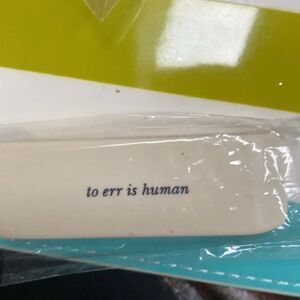 to err is human